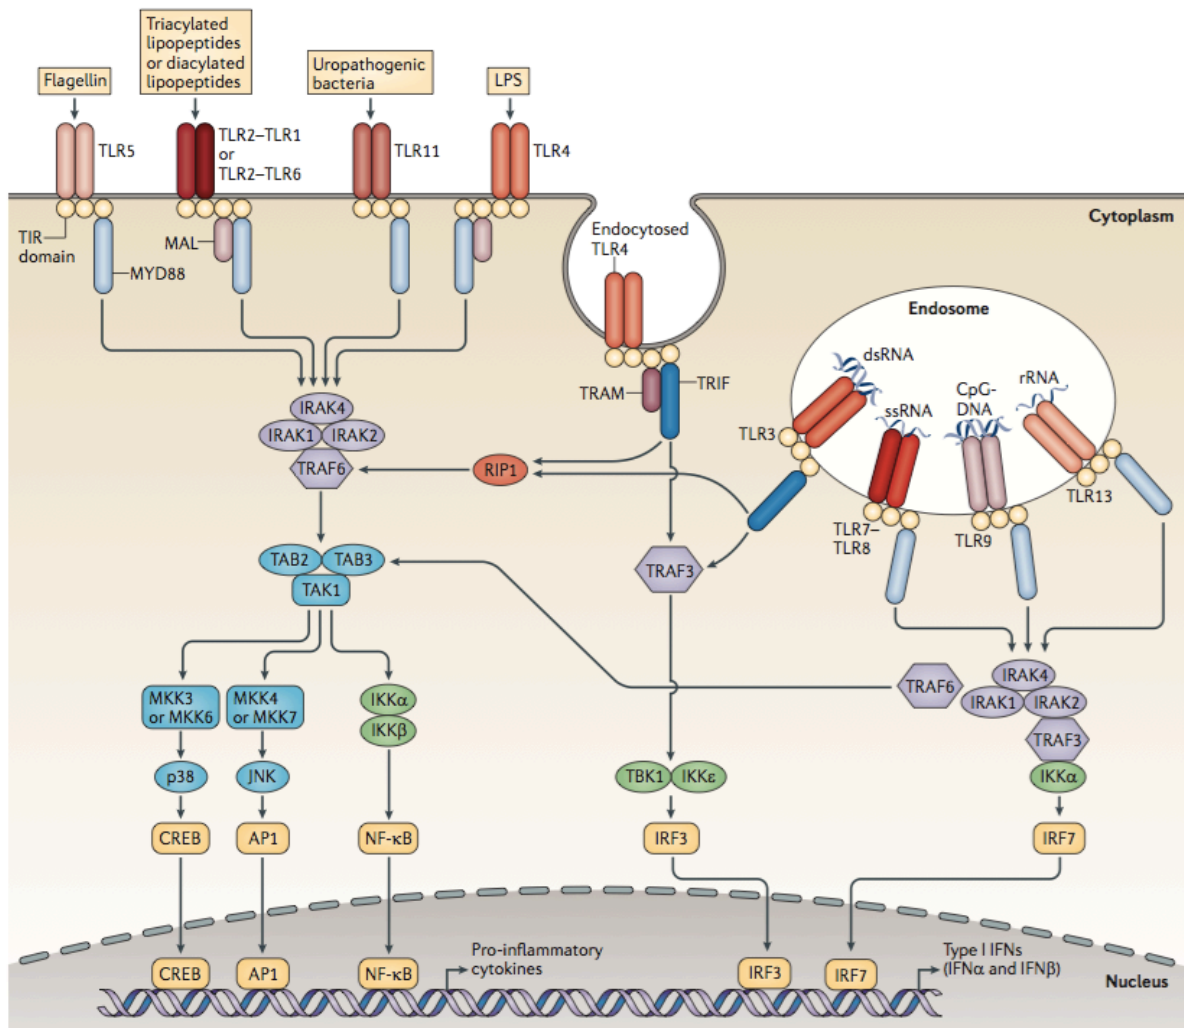 Flagellin
Triacylated
lipopeptides
or diacylated
lipopeptides
Uropathogenic
bacteria
LPS
TLR5
TLR2–TLR1
or
TLR2–TLR6
TLR11
TLR4
TIR
domain
MYD88
MAL
Endocytosed
TLR4
Cytoplasm
Endosome
TRAM
TRIF
dsRNA
ssRNA
CpG-
DNA
rRNA
TLR3
TLR7–
TLR8
TLR9
TLR13
IRAK4
IRAK1
IRAK2
TRAF6
RIP1
TAB2
TAB3
TAK1
TRAF3
TRAF6
IRAK4
IRAK1
IRAK2
TRAF3
IKKα
MKK3
or MKK6
MKK4
or MKK7
IKKα
IKKβ
p38
JNK
TBK1
IKKε
CREB
AP1
NF-κB
IRF3
IRF7
Pro-inflammatory
cytokines
Type I IFNs
(IFNα and IFNβ)
CREB
AP1
NF-κB
IRF3
IRF7
Nucleus